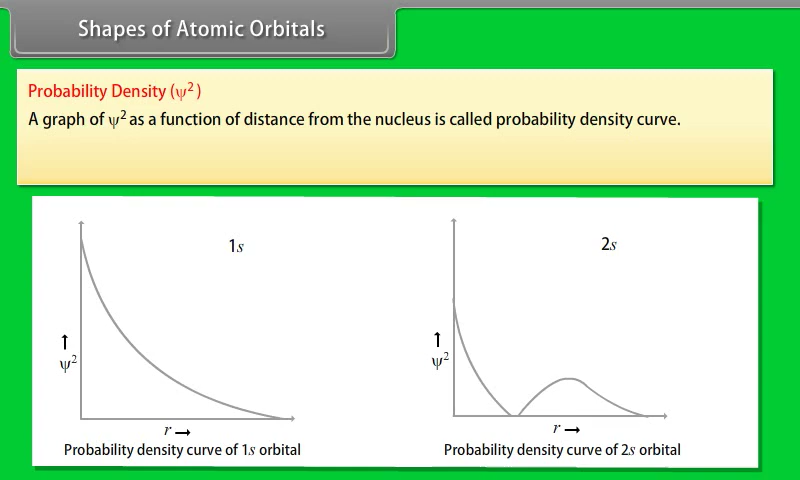 Shapes of Atomic Orbitals
Probability Density (ψ²)
A graph of ψ² as a function of distance from the nucleus is called probability density curve.
1s
2s
↑
ψ²
↑
ψ²
r →
r →
Probability density curve of 1s orbital
Probability density curve of 2s orbital